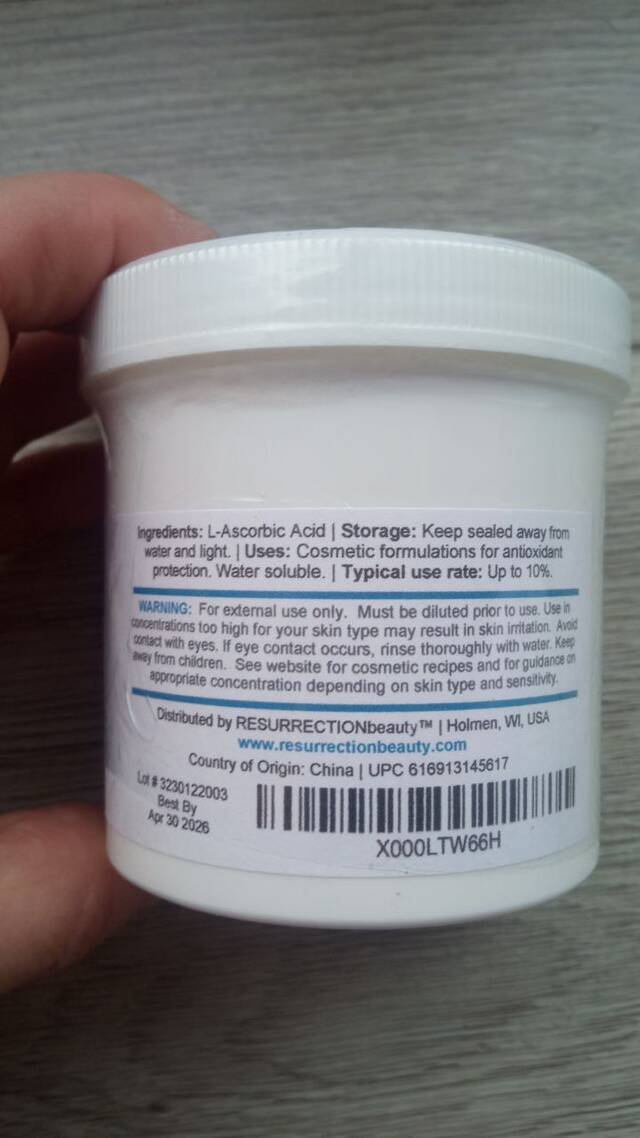 Ingredients: L-Ascorbic Acid | Storage: Keep sealed away from
water and light. | Uses: Cosmetic formulations for antioxidant
protection. Water soluble. | Typical use rate: Up to 10%.
WARNING: For external use only. Must be diluted prior to use. Use in
concentrations too high for your skin type may result in skin irritation. Avoid
contact with eyes. If eye contact occurs, rinse thoroughly with water. Keep
away from children. See website for cosmetic recipes and for guidance on
appropriate concentration depending on skin type and sensitivity.
Distributed by RESURRECTIONbeauty™ | Holmen, WI, USA
www.resurrectionbeauty.com
Country of Origin: China | UPC 616913145617
Lot # 3230122003
Best By
Apr 30 2026
X000LTW66H